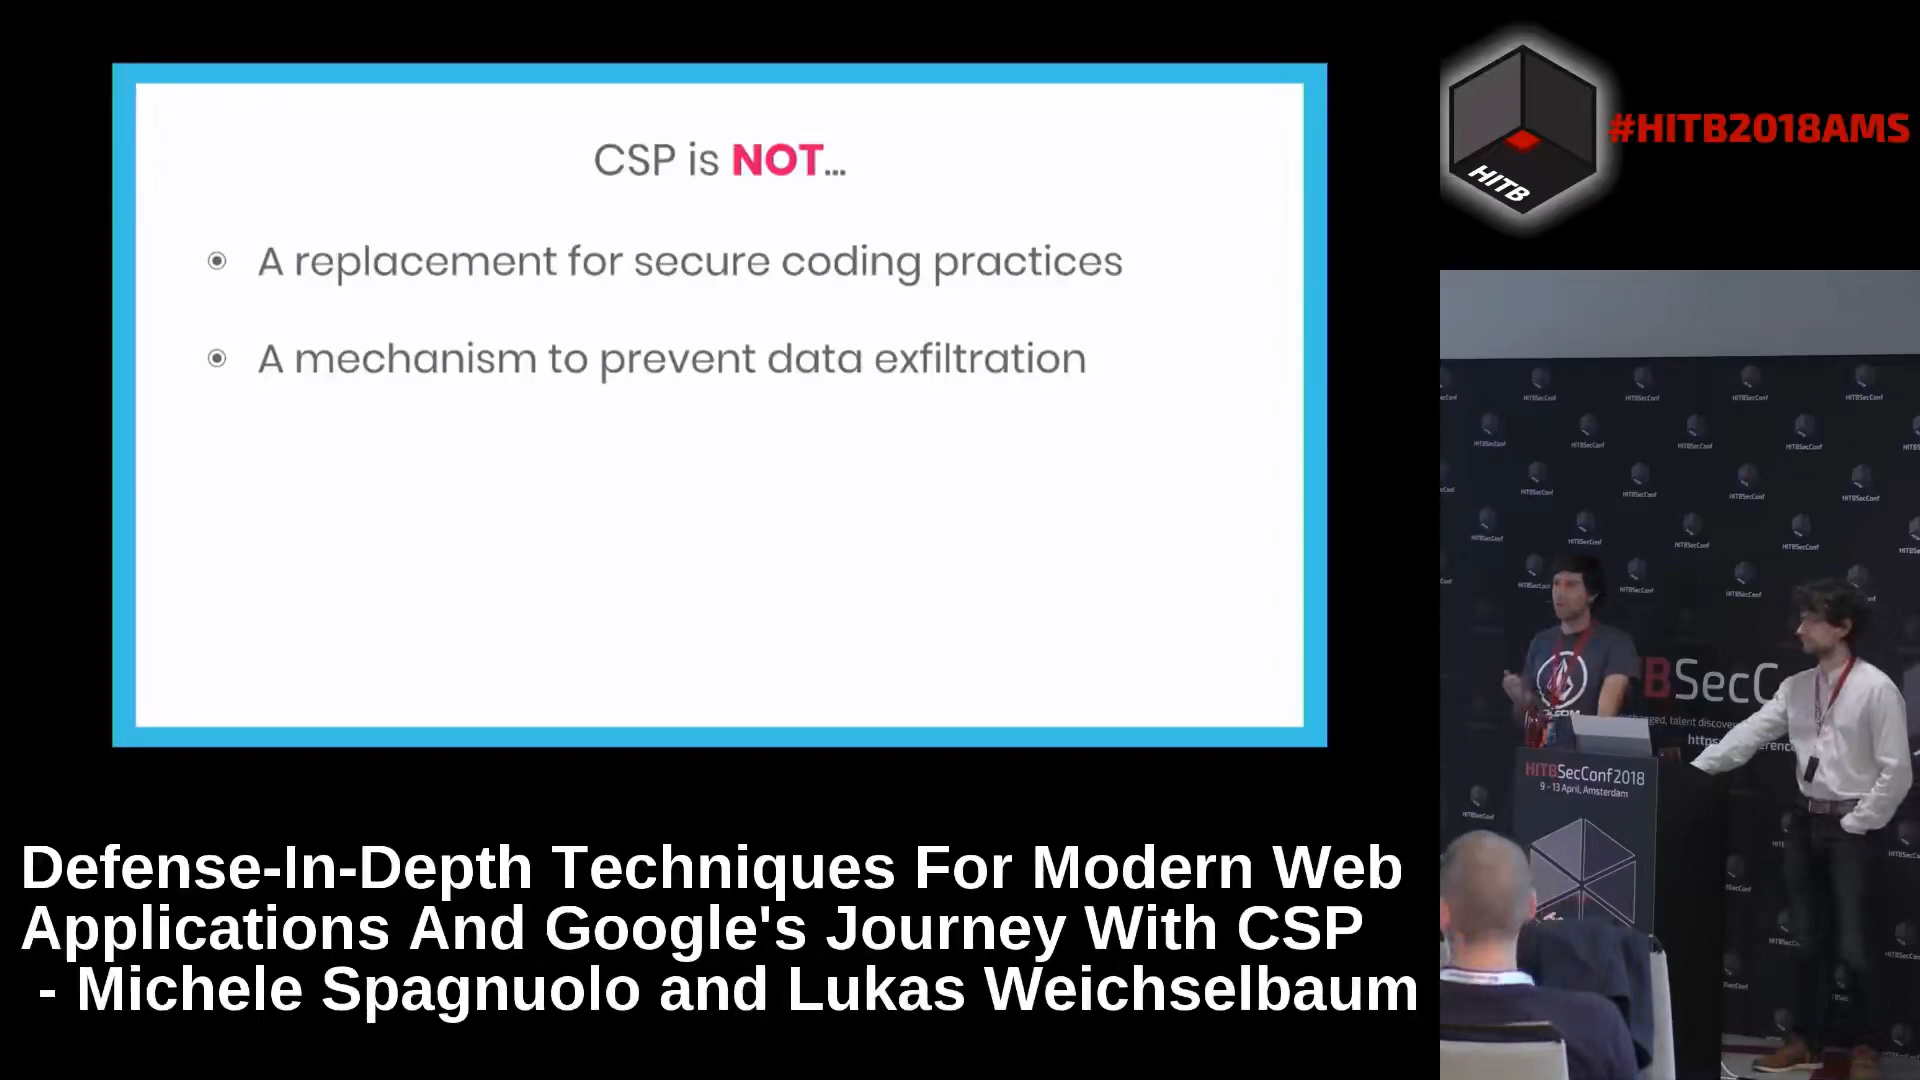 CSP is NOT...
A replacement for secure coding practices
A mechanism to prevent data exfiltration
#HITB2018AMS
HITB
HITBSecConf2018
9 - 13 April, Amsterdam
Defense-In-Depth Techniques For Modern Web
Applications And Google's Journey With CSP
- Michele Spagnuolo and Lukas Weichselbaum